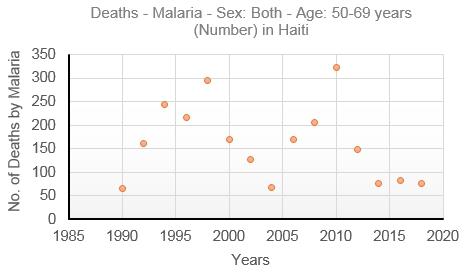 Deaths - Malaria - Sex: Both - Age: 50-69 years
(Number) in Haiti
No. of Deaths by Malaria
350
300
250
200
150
100
50
0
1985 1990 1995 2000 2005 2010 2015 2020
Years